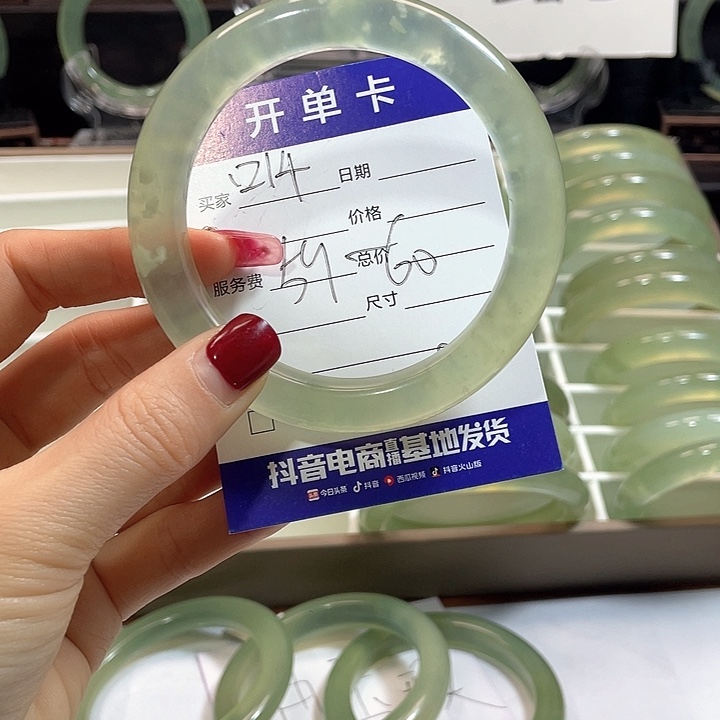 开单卡
买家 214 日期
价格
服务费 59-60 总价
尺寸
抖音电商直播基地发货
今日头条 抖音 西瓜视频 抖音火山版